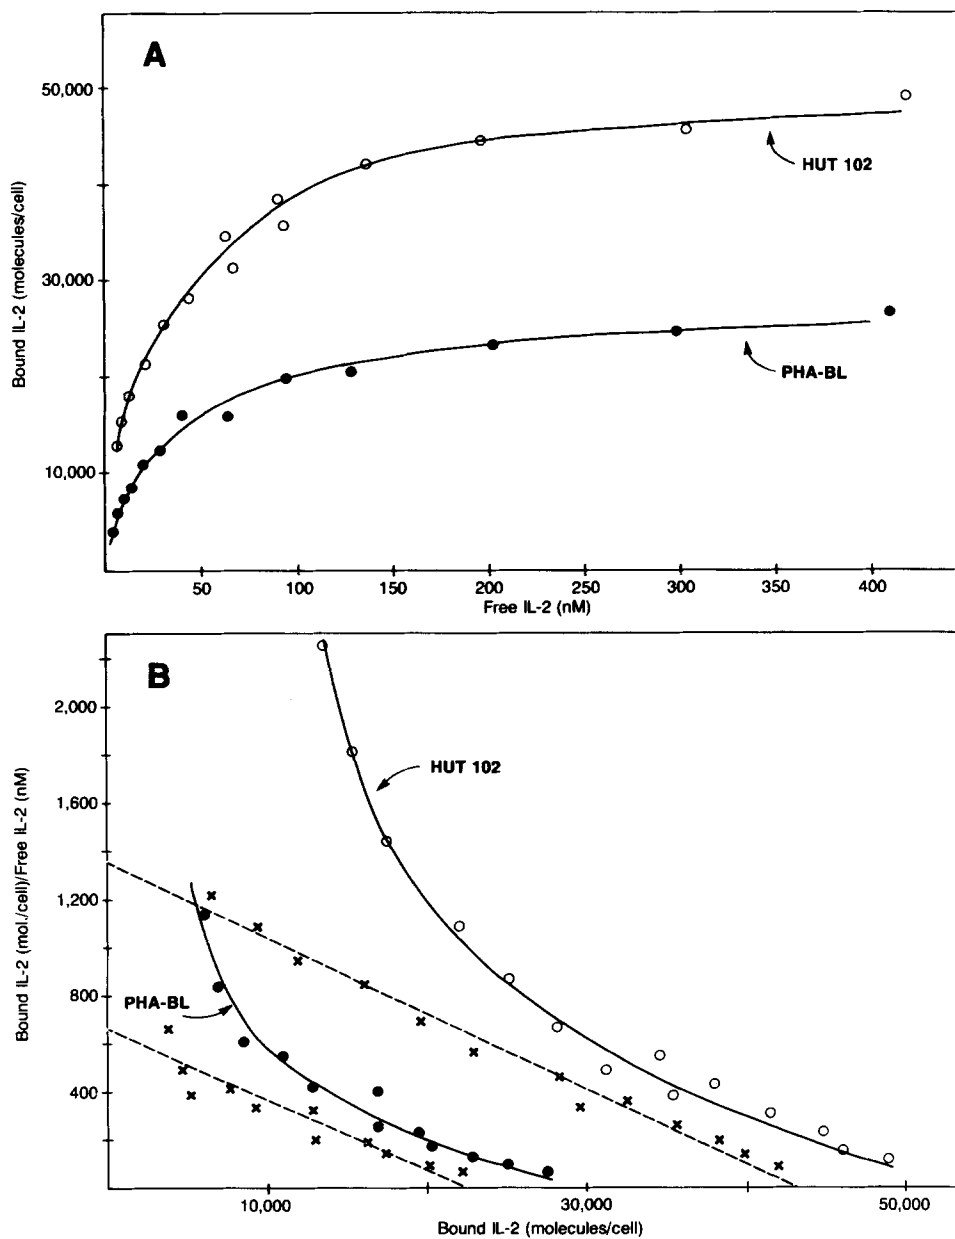 A
50,000
30,000
10,000
Bound IL-2 (molecules/cell)
HUT 102
PHA-BL
50
100
150
200
250
300
350
400
Free IL-2 (nM)
B
2,000
1,600
1,200
800
400
Bound IL-2 (mol./cell)/Free IL-2 (nM)
HUT 102
PHA-BL
10,000
30,000
50,000
Bound IL-2 (molecules/cell)